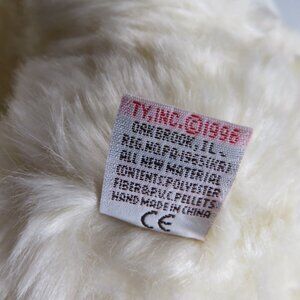 TY, INC. ©1996
OAKBROOK, IL.
REG. NO. PA. 1965(KR)
ALL NEW MATERIAL
CONTENTS: POLYESTER
FIBER & P.V.C. PELLETS
HAND MADE IN CHINA
CE